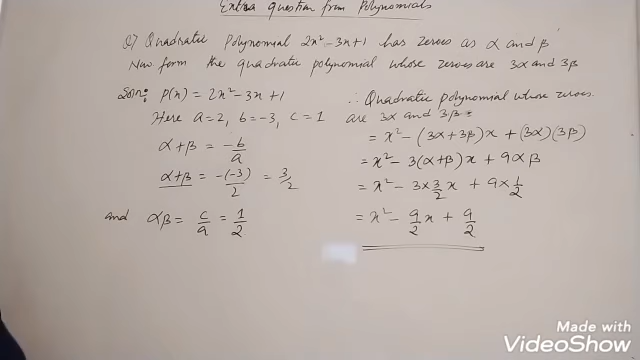 Extra question from Polynomials
Q) Quadratic Polynomial 2x² - 3x + 1 has zeroes as α and β
Now form the quadratic polynomial whose zeroes are 3α and 3β
Soln: P(x) = 2x² - 3x + 1
Here a = 2, b = -3, c = 1
α + β = -b/a
α + β = -(-3)/2 = 3/2
and αβ = c/a = 1/2
∴ Quadratic polynomial whose zeroes
are 3α and 3β =
= x² - (3α + 3β)x + (3α)(3β)
= x² - 3(α + β)x + 9αβ
= x² - 3 × 3/2 x + 9 × 1/2
= x² - 9/2 x + 9/2
Made with
VideoShow